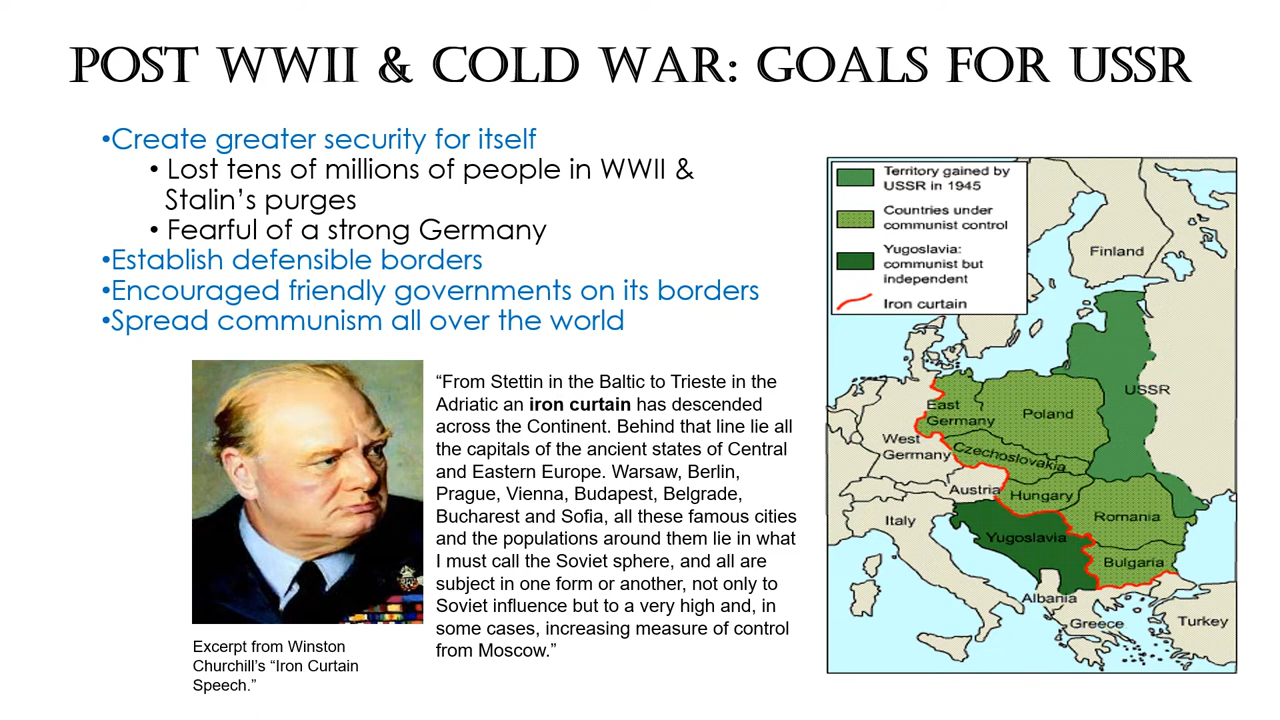 POST WWII & COLD WAR: GOALS FOR USSR
•Create greater security for itself
• Lost tens of millions of people in WWII &
Stalin’s purges
• Fearful of a strong Germany
•Establish defensible borders
•Encouraged friendly governments on its borders
•Spread communism all over the world
“From Stettin in the Baltic to Trieste in the
Adriatic an iron curtain has descended
across the Continent. Behind that line lie all
the capitals of the ancient states of Central
and Eastern Europe. Warsaw, Berlin,
Prague, Vienna, Budapest, Belgrade,
Bucharest and Sofia, all these famous cities
and the populations around them lie in what
I must call the Soviet sphere, and all are
subject in one form or another, not only to
Soviet influence but to a very high and, in
some cases, increasing measure of control
from Moscow.”
Excerpt from Winston
Churchill’s “Iron Curtain
Speech.”
Territory gained by
USSR in 1945
Countries under
communist control
Yugoslavia:
communist but
independent
Iron curtain
Finland
USSR
East
Germany
Poland
West
Germany
Czechoslovakia
Austria
Hungary
Italy
Romania
Yugoslavia
Bulgaria
Albania
Greece
Turkey